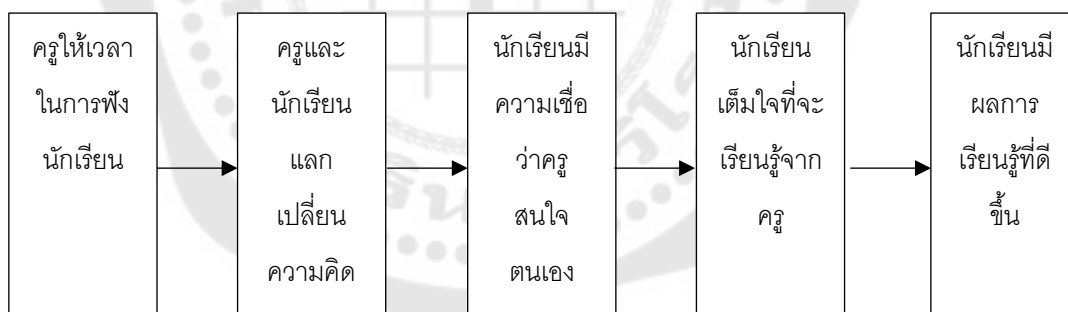 ครูให้เวลา
ในการฟัง
นักเรียน
ครูและ
นักเรียน
แลก
เปลี่ยน
ความคิด
นักเรียนมี
ความเชื่อ
ว่าครู
สนใจ
ตนเอง
นักเรียน
เต็มใจที่จะ
เรียนรู้จาก
ครู
นักเรียนมี
ผลการ
เรียนรู้ที่ดี
ขึ้น